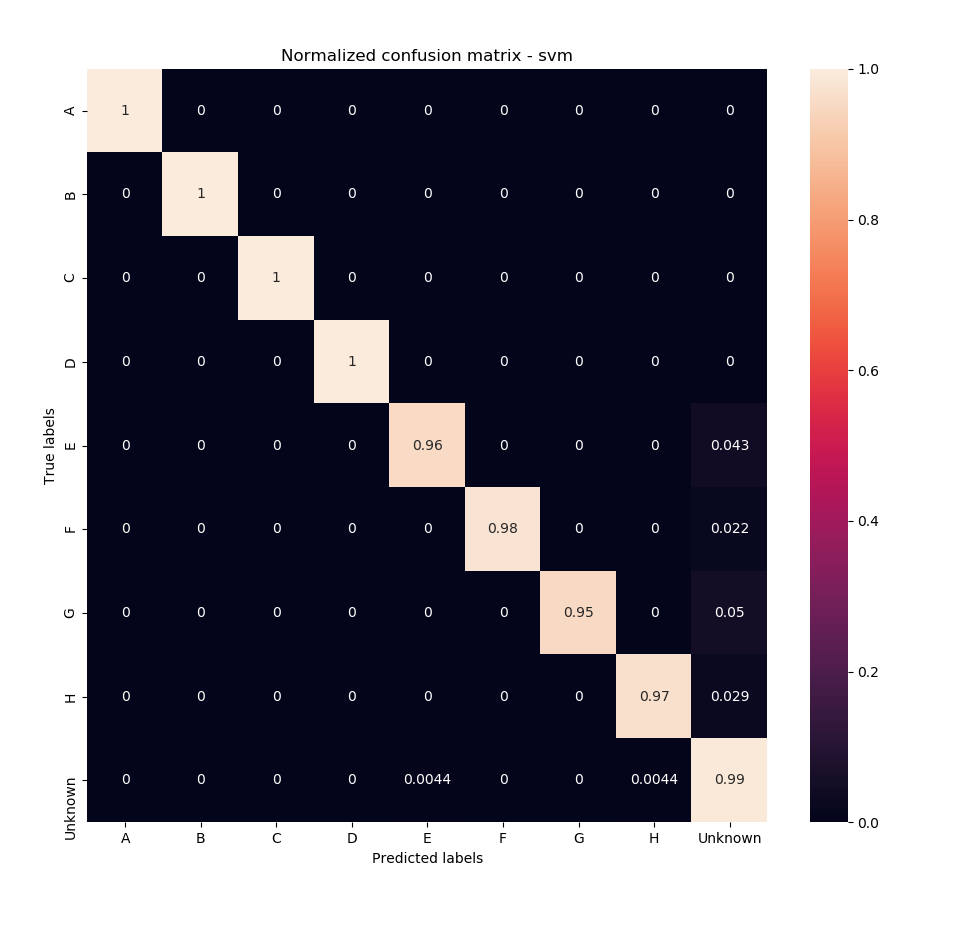 Normalized confusion matrix - svm
A 1 0 0 0 0 0 0 0 0 1.0
B 0 1 0 0 0 0 0 0 0 0.8
C 0 0 1 0 0 0 0 0 0
D 0 0 0 1 0 0 0 0 0 0.6
True labels
E 0 0 0 0 0.96 0 0 0 0.043
F 0 0 0 0 0 0.98 0 0 0.022 0.4
G 0 0 0 0 0 0 0.95 0 0.05
H 0 0 0 0 0 0 0 0.97 0.029 0.2
Unknown 0 0 0 0 0.0044 0 0 0.0044 0.99 0.0
A B C D E F G H Unknown
Predicted labels